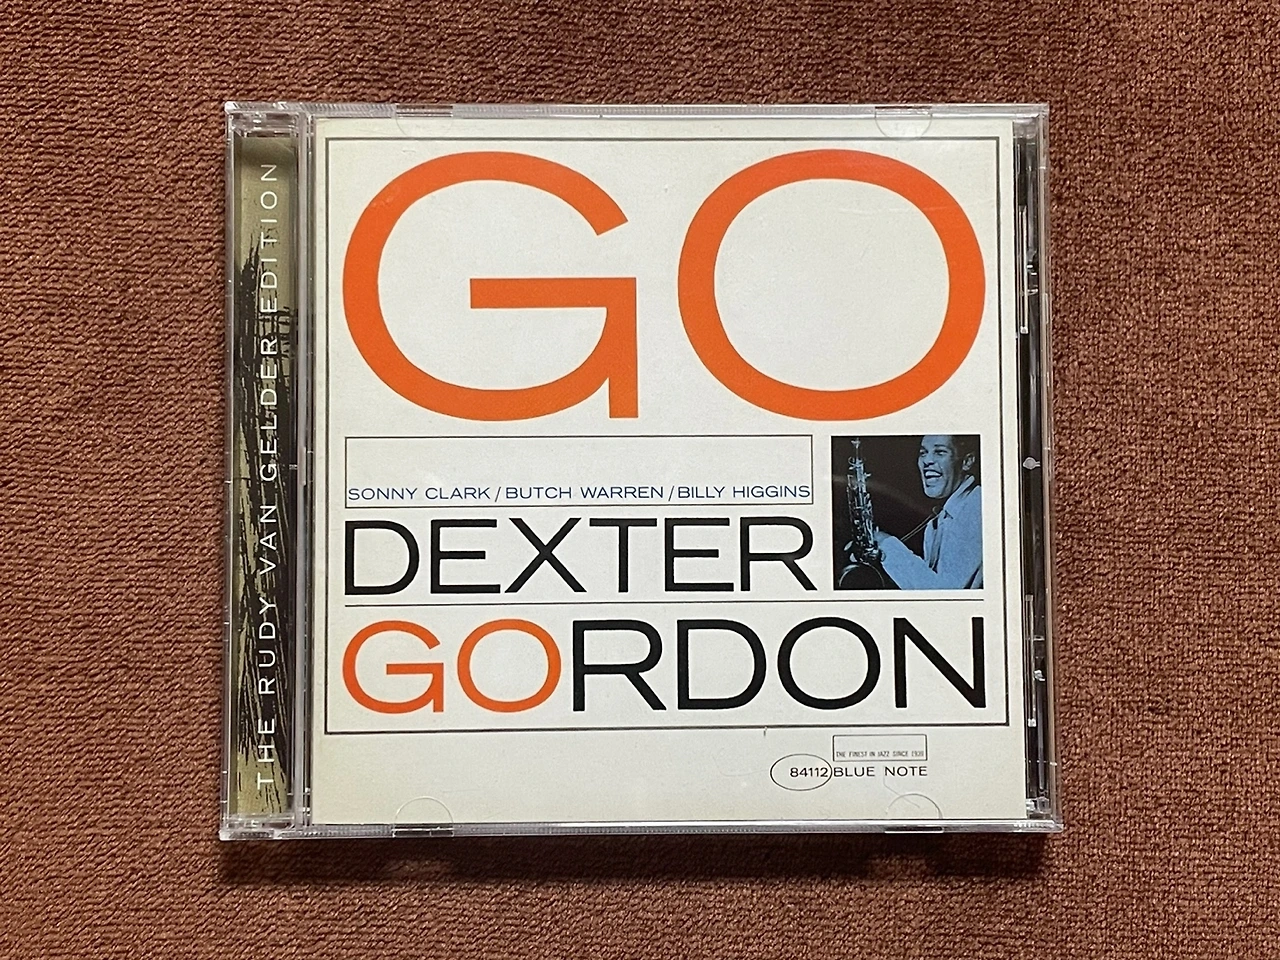 THE RUDY VAN GELDER EDITION
GO
SONNY CLARK/BUTCH WARREN/BILLY HIGGINS
DEXTER
GORDON
THE FINEST IN JAZZ SINCE 1939
84112 BLUE NOTE